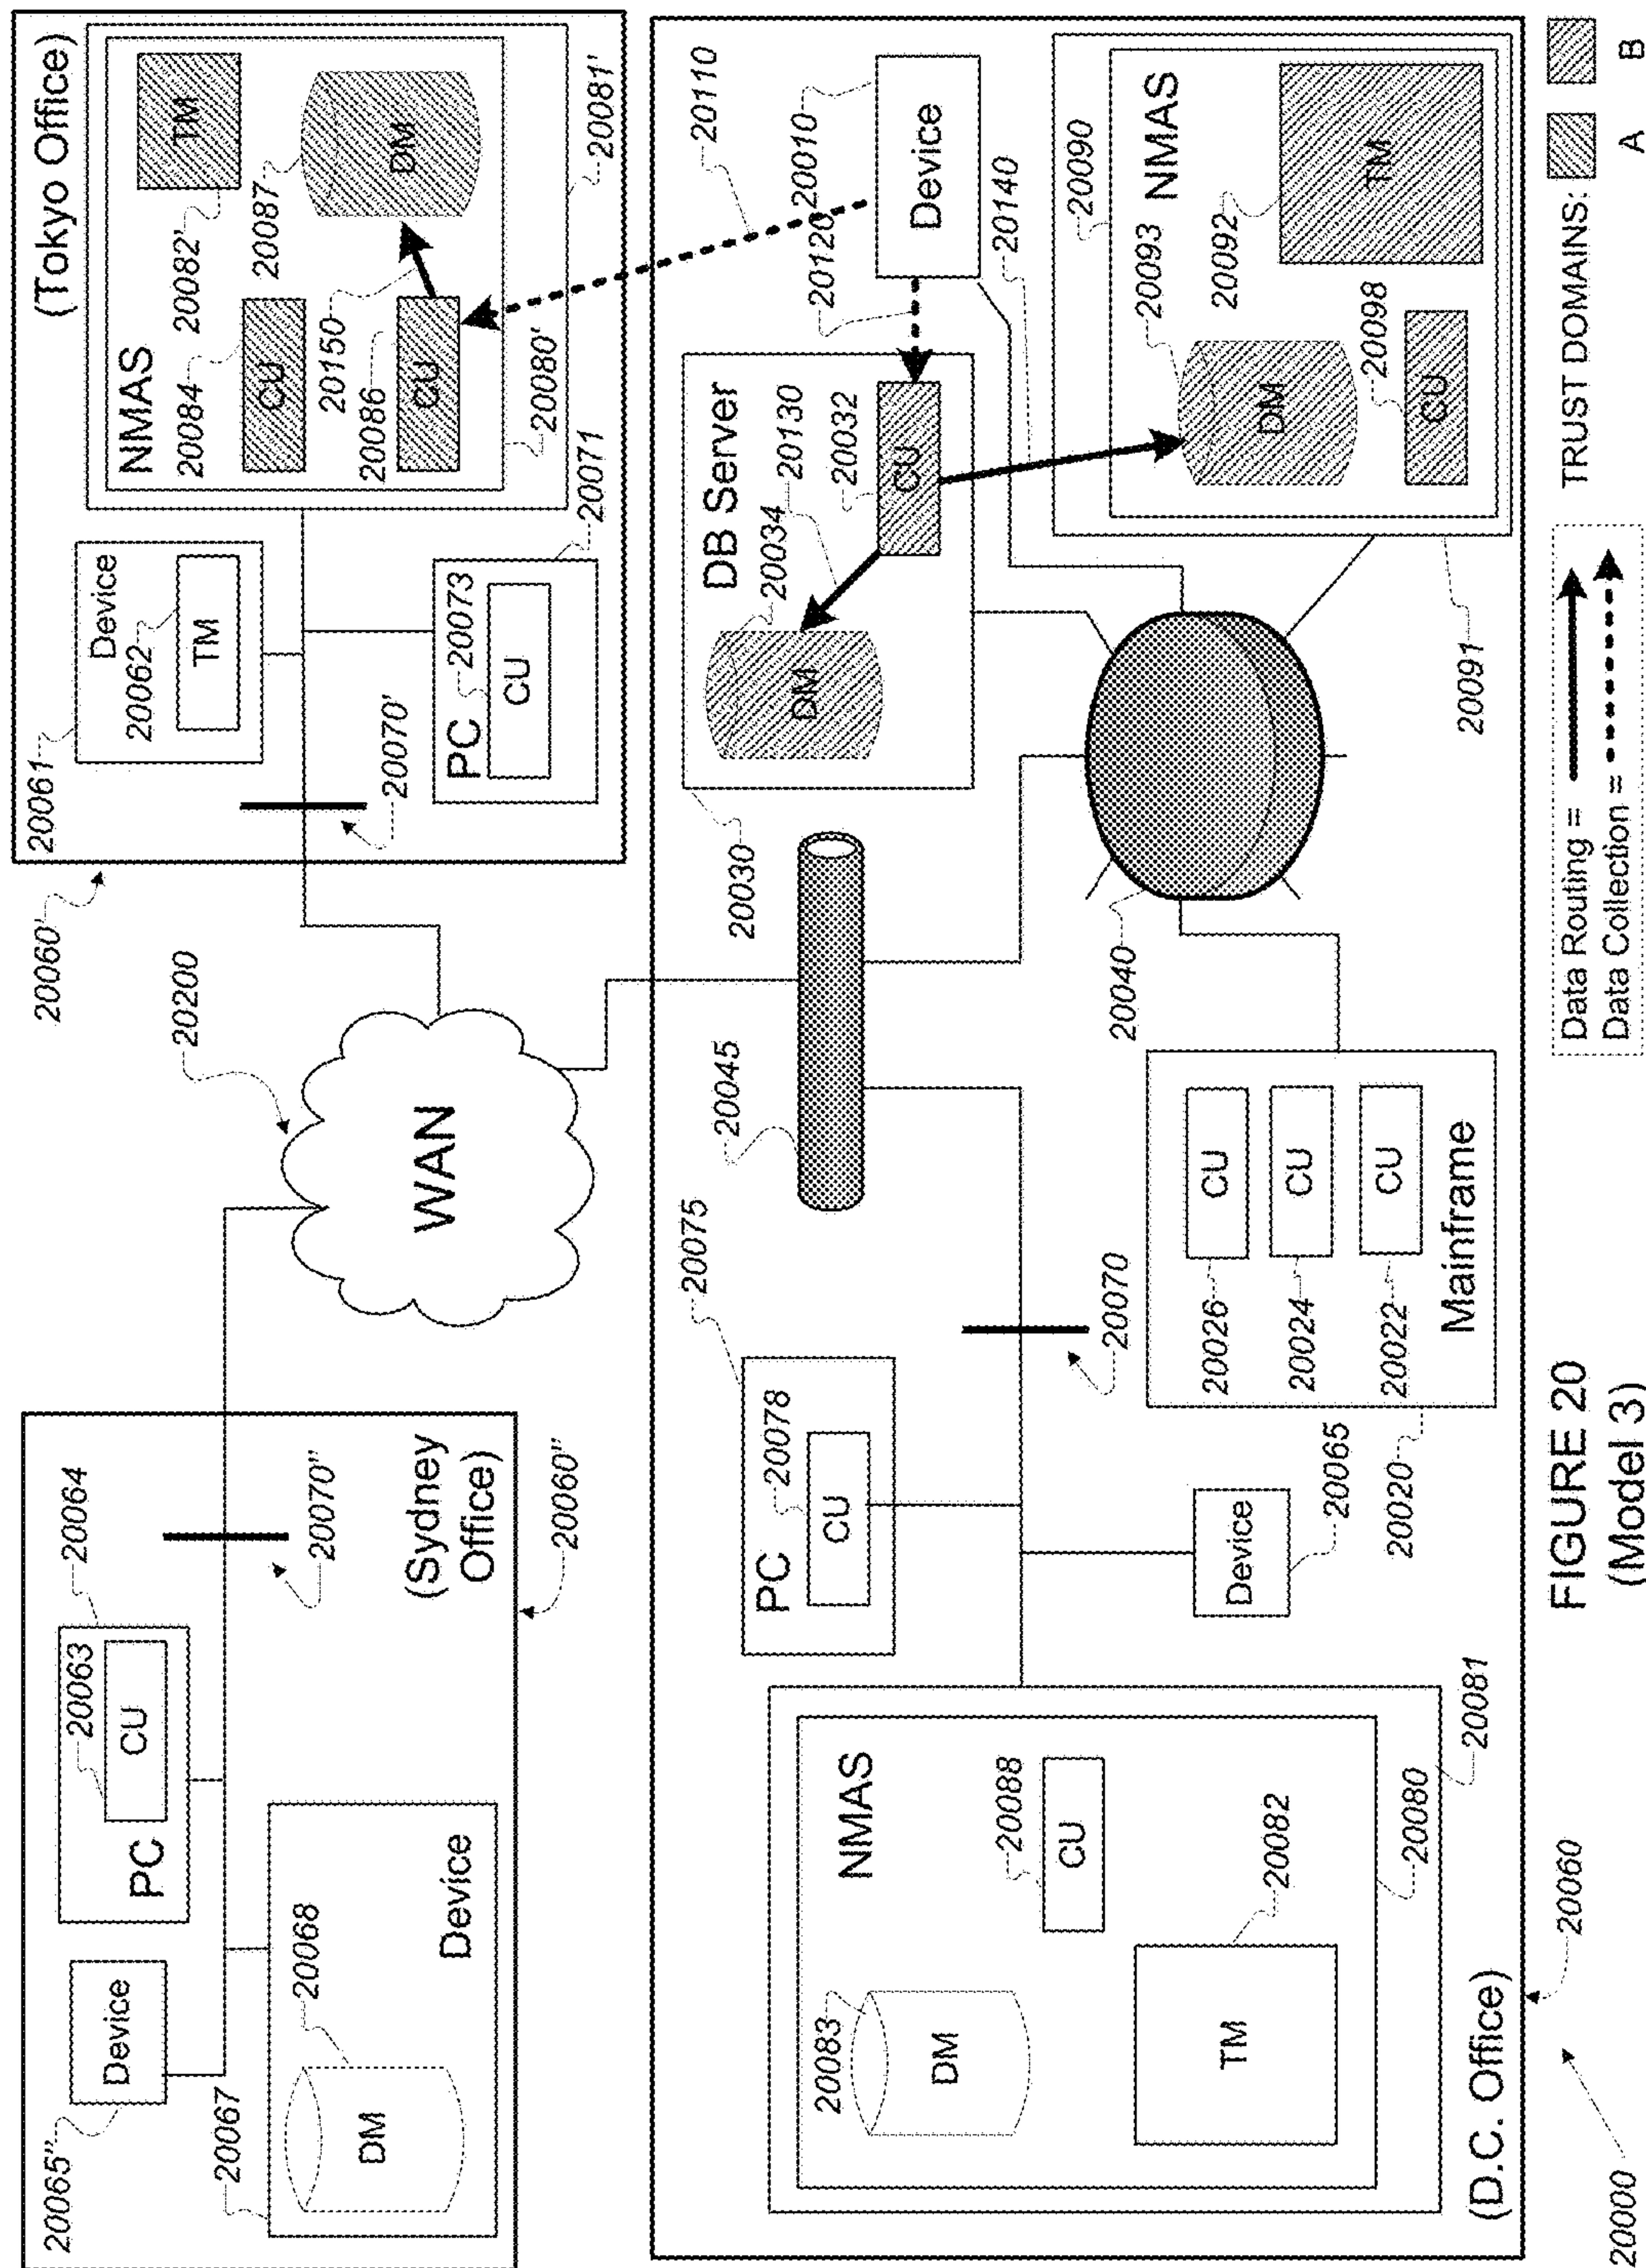 20065"
Device
20067
PC
20063
CU
20064
20068
DM
Device
20070"
(Sydney
Office)
20060"
20200
WAN
20060'
20061
Device
20062
TM
20070'
PC
20073
CU
20071
(Tokyo Office)
NMAS
TM
20082'
20084
CU
20087
DM
20150
20086
CU
20080'
20081'
20110
20075
PC
20078
CU
20045
20030
DB Server
20034
DM
20130
20032
CU
20120
20010
Device
20140
20070
20040
NMAS
20083
DM
20088
CU
TM
20082
20080
20081
Device
20065
20020
20026
CU
20024
CU
20022
CU
Mainframe
20091
20090
NMAS
20093
DM
20092
TM
20098
CU
(D.C. Office)
20060
20000
FIGURE 20
(Model 3)
Data Routing =
Data Collection =
TRUST DOMAINS:
A
B